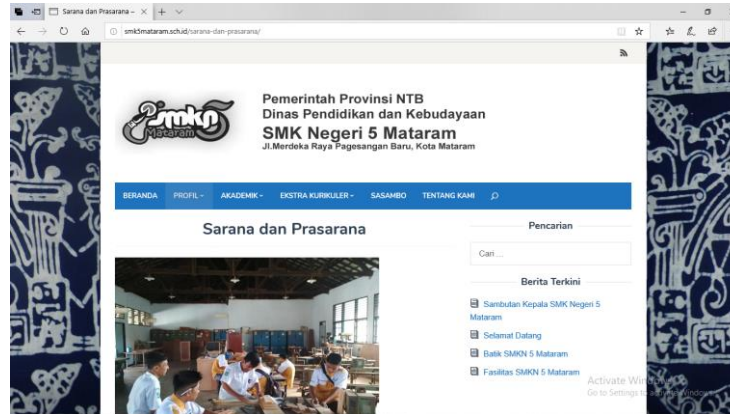 Sarana dan Prasarana –
smk5mataram.sch.id/sarana-dan-prasarana/
smkn5
Mataram
Pemerintah Provinsi NTB
Dinas Pendidikan dan Kebudayaan
SMK Negeri 5 Mataram
Jl.Merdeka Raya Pagesangan Baru, Kota Mataram
BERANDA PROFIL AKADEMIK EKSTRA KURIKULER SASAMBO TENTANG KAMI
Sarana dan Prasarana
Pencarian
Cari ...
Berita Terkini
Sambutan Kepala SMK Negeri 5
Mataram
Selamat Datang
Batik SMKN 5 Mataram
Fasilitas SMKN 5 Mataram
Activate Windows
Go to Settings to activate Windows.